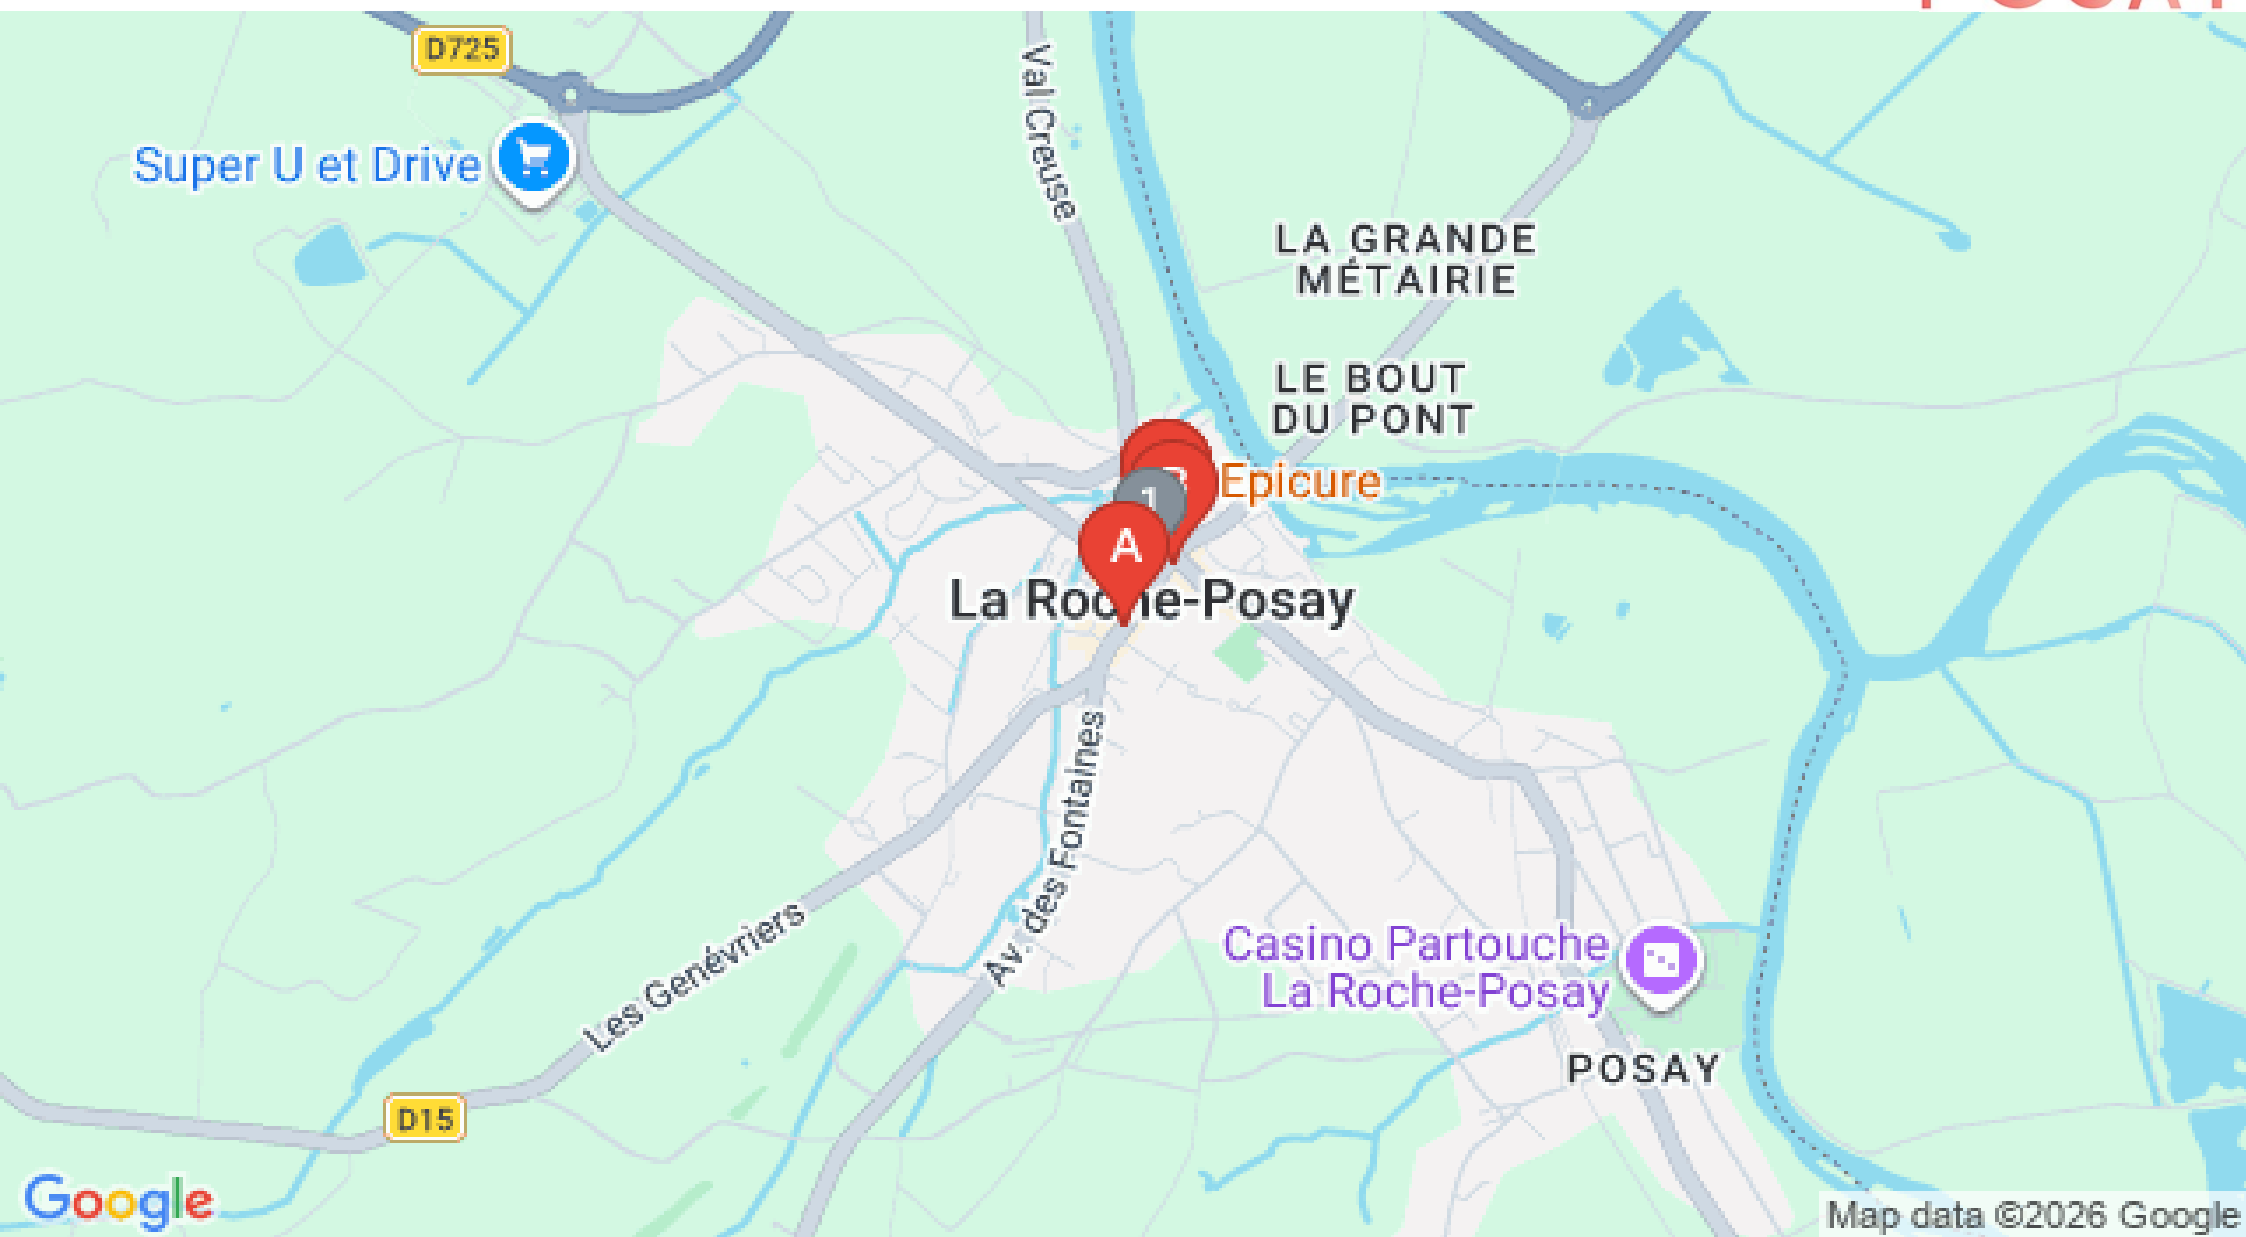 D725
Val Creuse
Super U et Drive
LA GRANDE
MÉTAIRIE
LE BOUT
DU PONT
Epicure
1
A
La Roche-Posay
Av. des Fontaines
Les Genévriers
Casino Partouche
La Roche-Posay
POSAY
D15
Google
Map data ©2026 Google